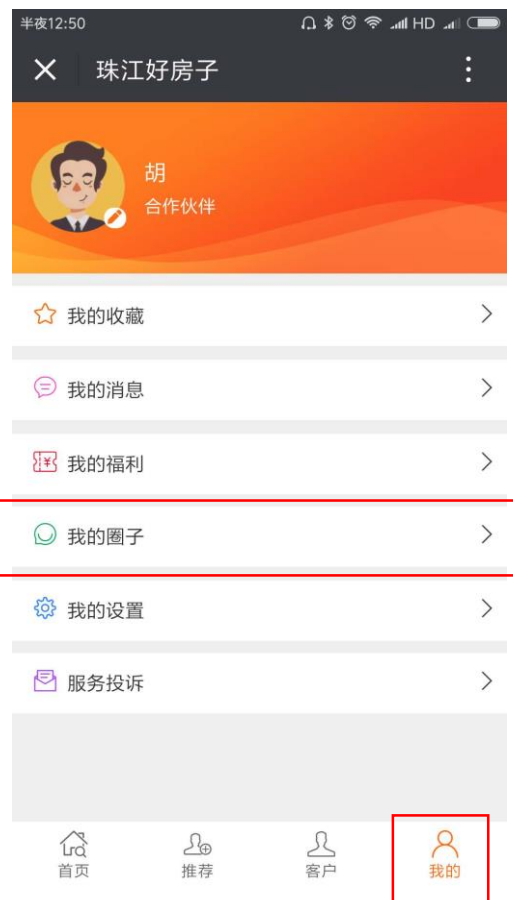 半夜12:50 HD
珠江好房子
胡
合作伙伴
我的收藏
我的消息
我的福利
我的圈子
我的设置
服务投诉
首页 推荐 客户 我的